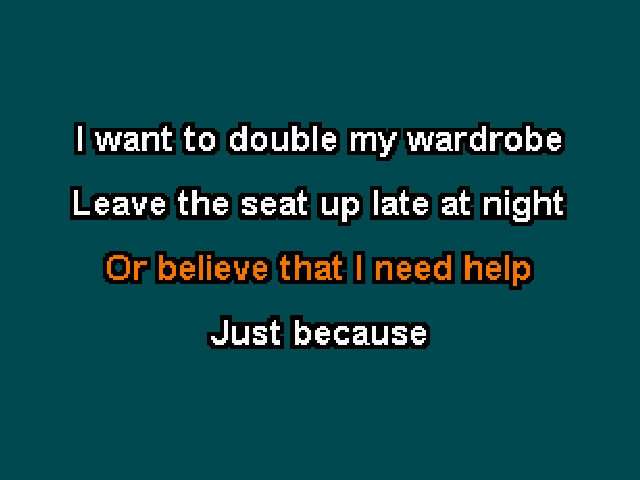 I want to double my wardrobe
Leave the seat up late at night
Or believe that I need help
Just because